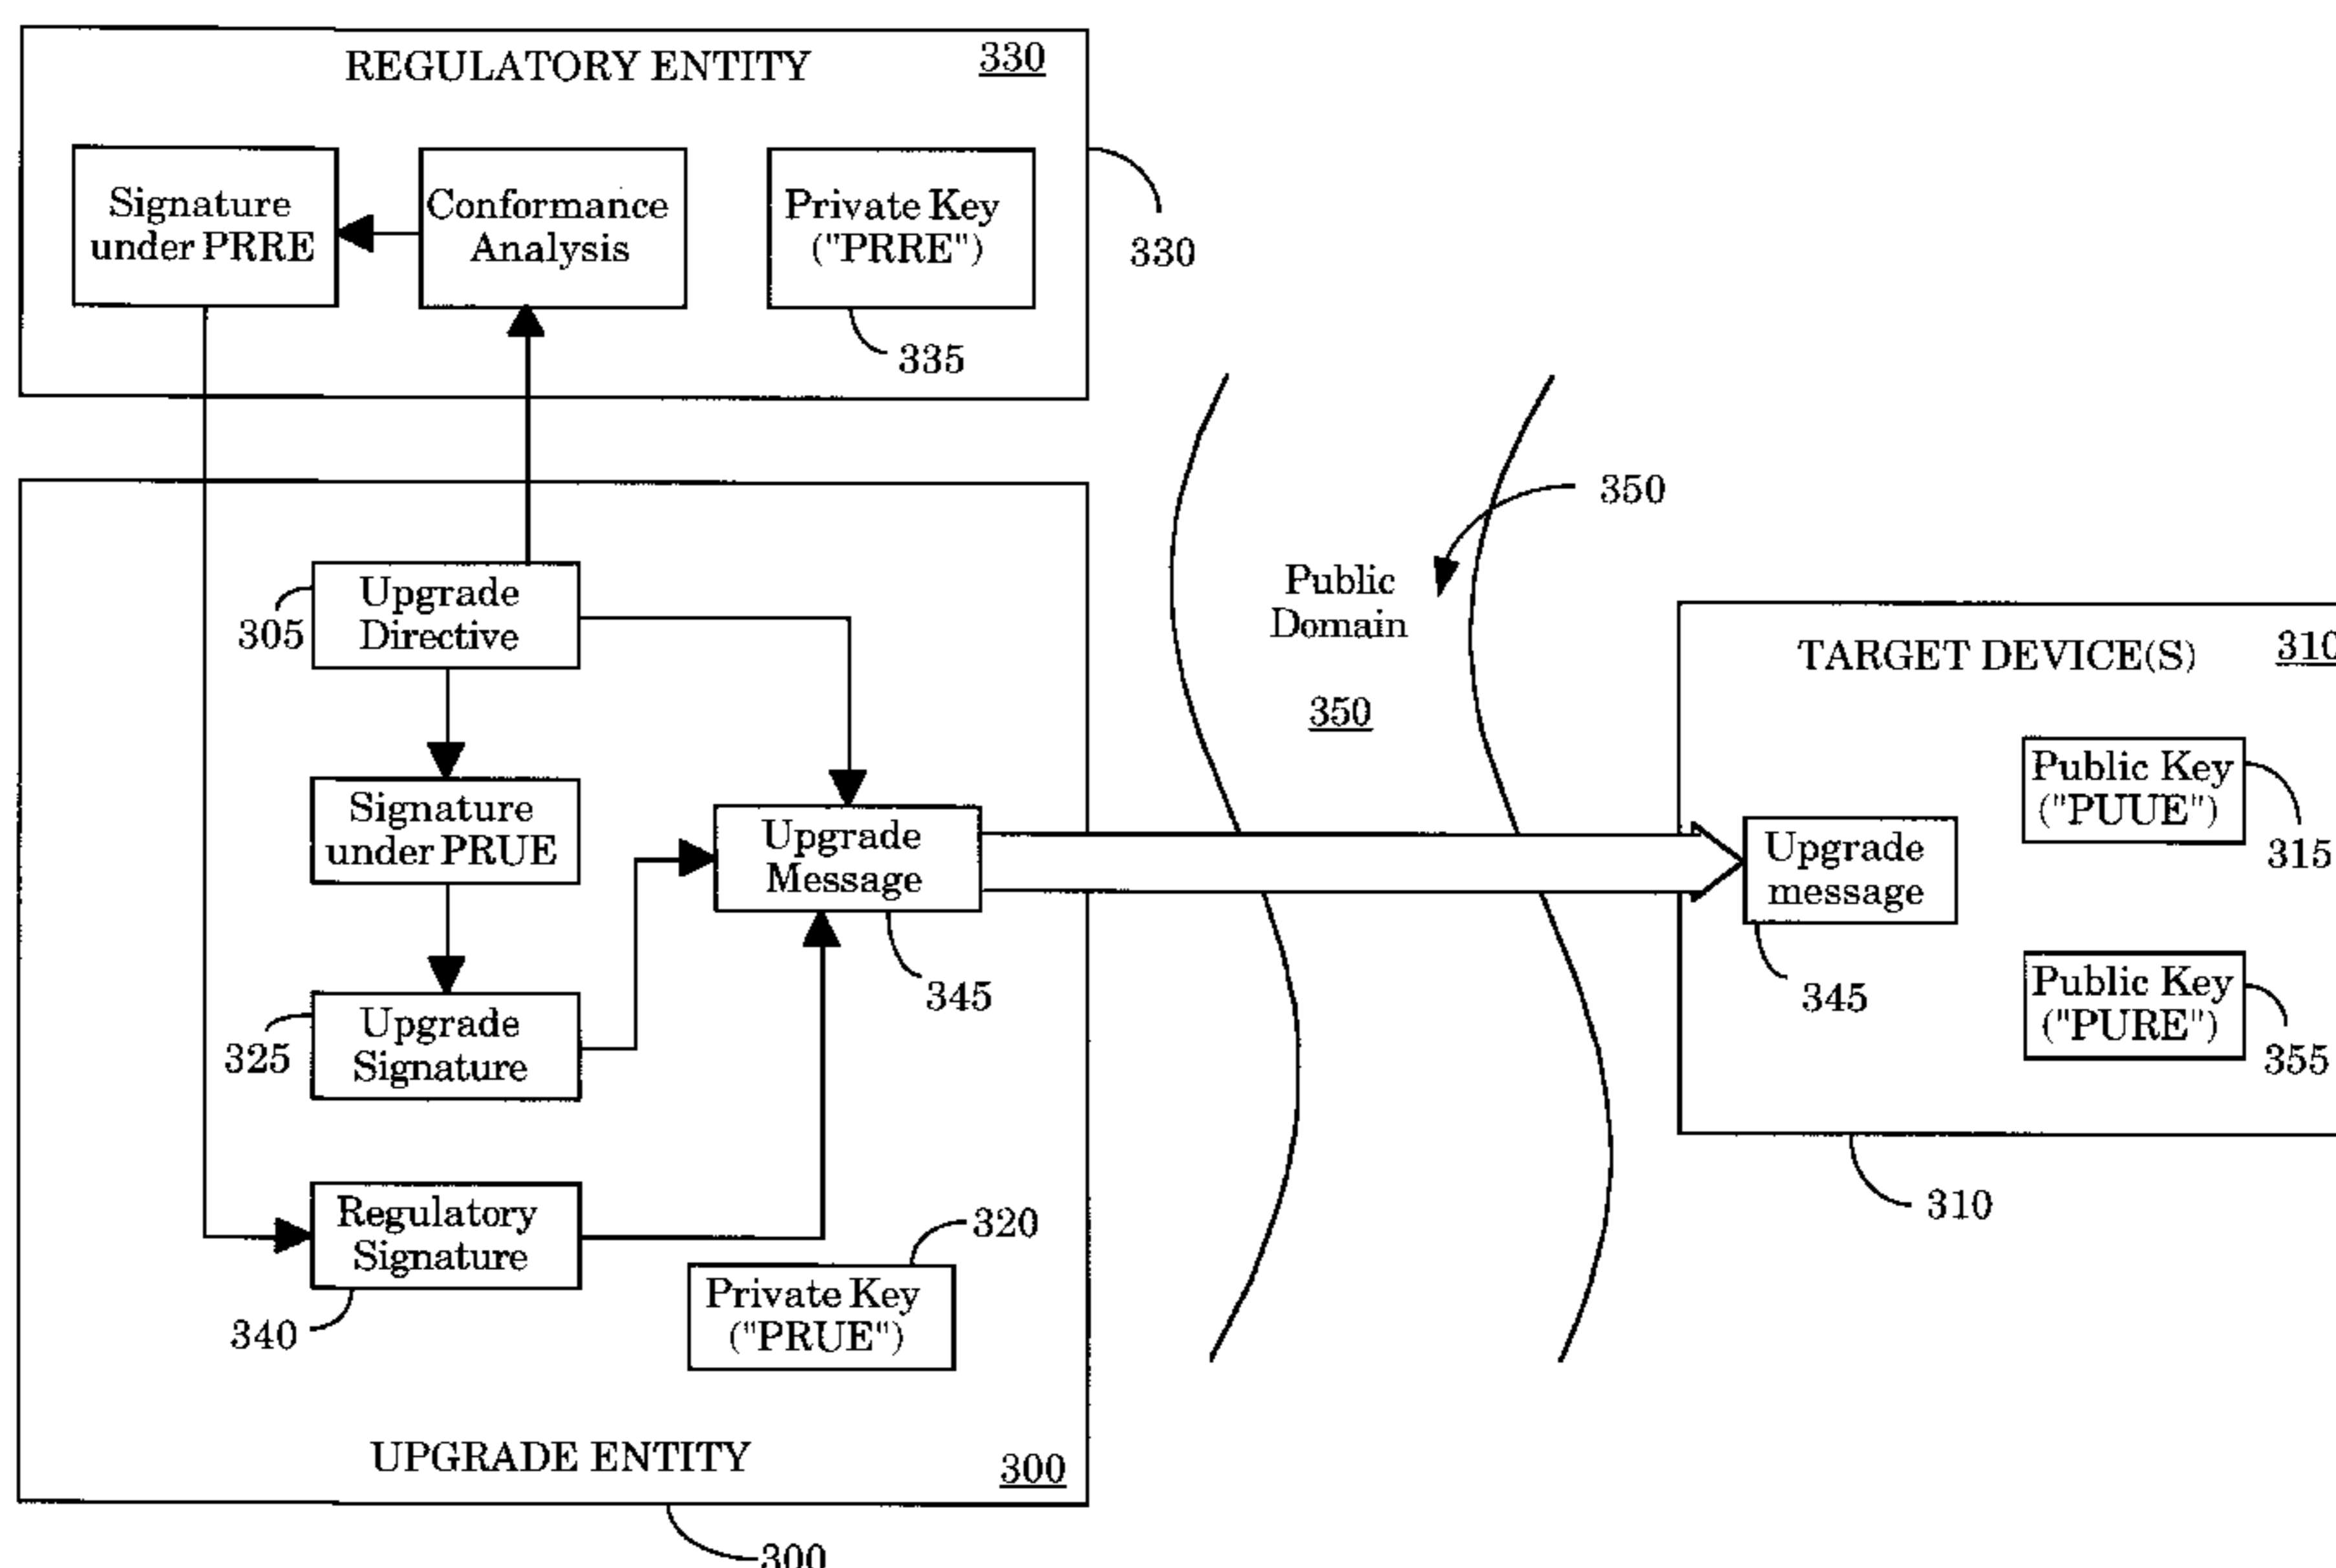 REGULATORY ENTITY 330
Signature
under PRRE
Conformance
Analysis
Private Key
("PRRE")
330
335
350
Upgrade
Directive
305
Public
Domain
350
TARGET DEVICE(S) 310
Signature
under PRUE
Upgrade
Message
345
Upgrade
message
345
Public Key
("PUUE")
315
Public Key
("PURE")
355
Upgrade
Signature
325
Regulatory
Signature
340
320
Private Key
("PRUE")
310
UPGRADE ENTITY 300
300